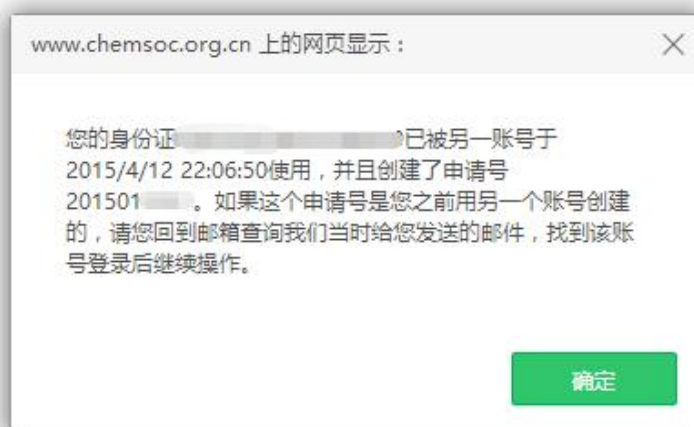 www.chemsoc.org.cn 上的网页显示：
您的身份证已被另一账号于
2015/4/12 22:06:50使用，并且创建了申请号
201501。如果这个申请号是您之前用另一个账号创建
的，请您回到邮箱查询我们当时给您发送的邮件，找到该账
号登录后继续操作。
确定